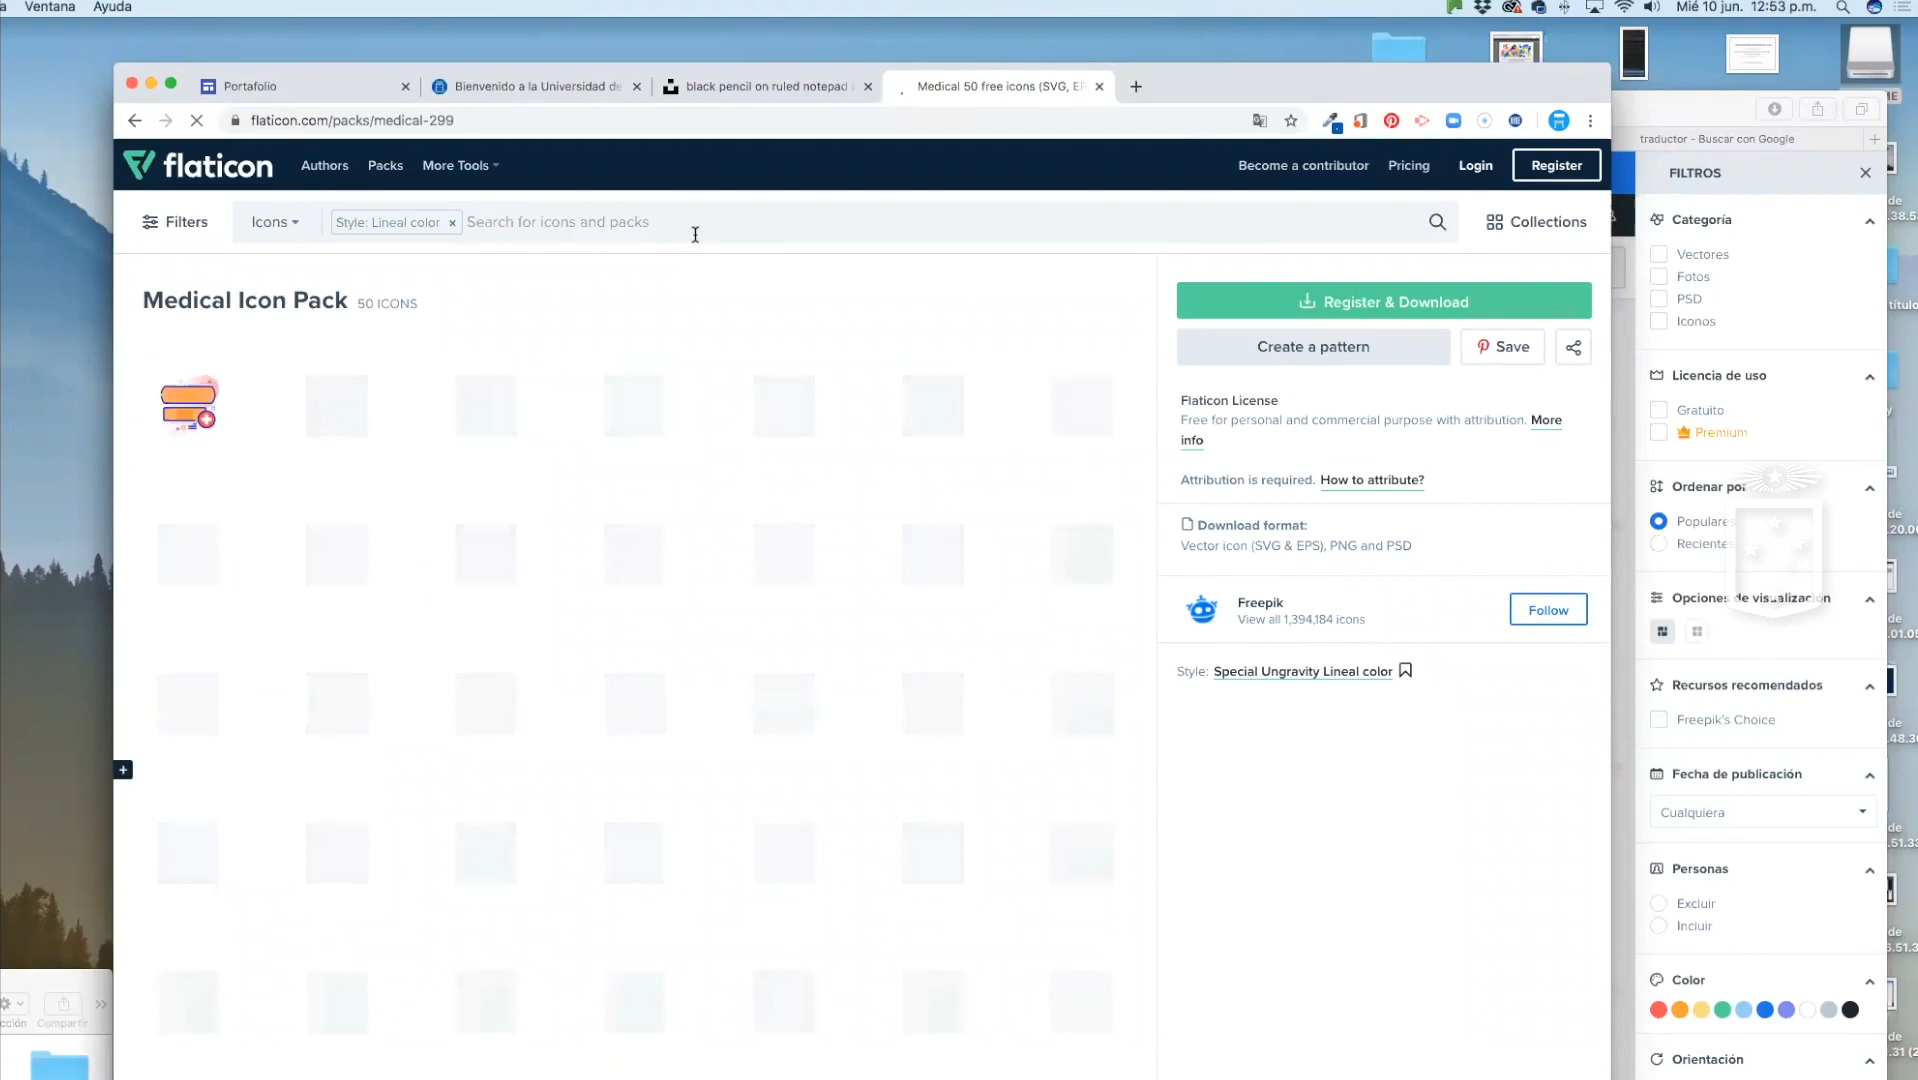 Ventana Ayuda
Mié 10 jun. 12:53 p.m.
Portafolio
Bienvenido a la Universidad de
black pencil on ruled notepad
Medical 50 free icons (SVG, EP
flaticon.com/packs/medical-299
traductor - Buscar con Google
flaticon
Authors Packs More Tools
Become a contributor Pricing Login Register
Filters
Icons
Style: Lineal color ×
Search for icons and packs
Collections
Medical Icon Pack 50 ICONS
Register & Download
Create a pattern
Save
Flaticon License
Free for personal and commercial purpose with attribution. More
info
Attribution is required. How to attribute?
Download format:
Vector icon (SVG & EPS), PNG and PSD
Freepik
View all 1,394,184 icons
Follow
Style: Special Ungravity Lineal color
FILTROS
Categoría
Vectores
Fotos
PSD
Iconos
Licencia de uso
Gratuito
Premium
Ordenar por
Populares
Recientes
Opciones de visualización
Recursos recomendados
Freepik's Choice
Fecha de publicación
Cualquiera
Personas
Excluir
Incluir
Color
Orientación
Compartir